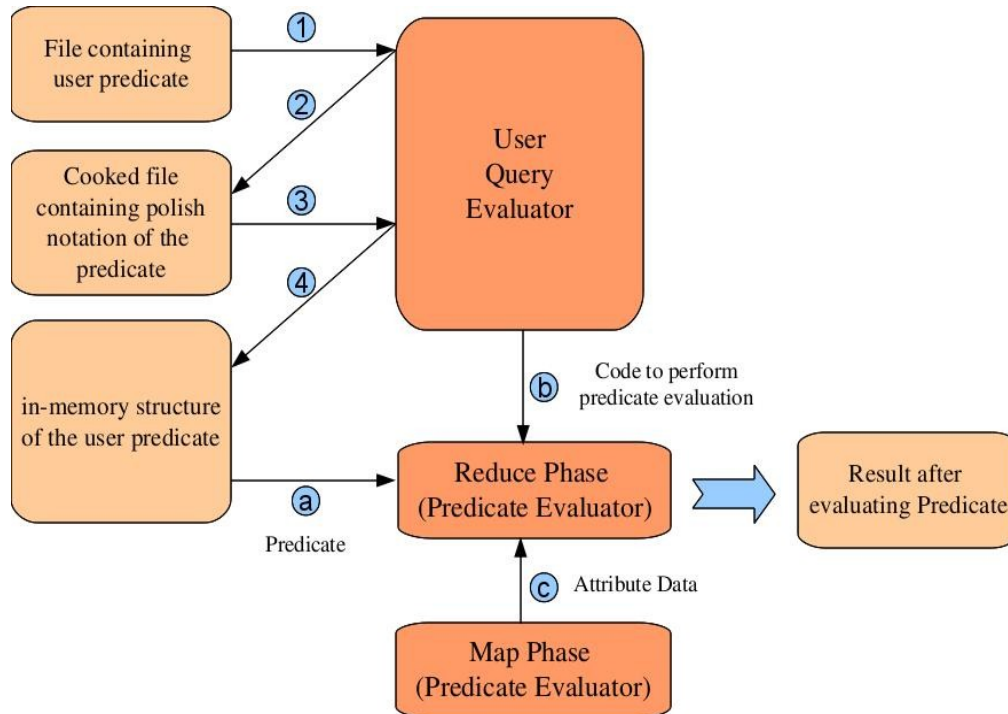 File containing
user predicate
1
2
Cooked file
containing polish
notation of the
predicate
3
4
User
Query
Evaluator
in-memory structure
of the user predicate
b
Code to perform
predicate evaluation
a
Predicate
Reduce Phase
(Predicate Evaluator)
Result after
evaluating Predicate
c
Attribute Data
Map Phase
(Predicate Evaluator)